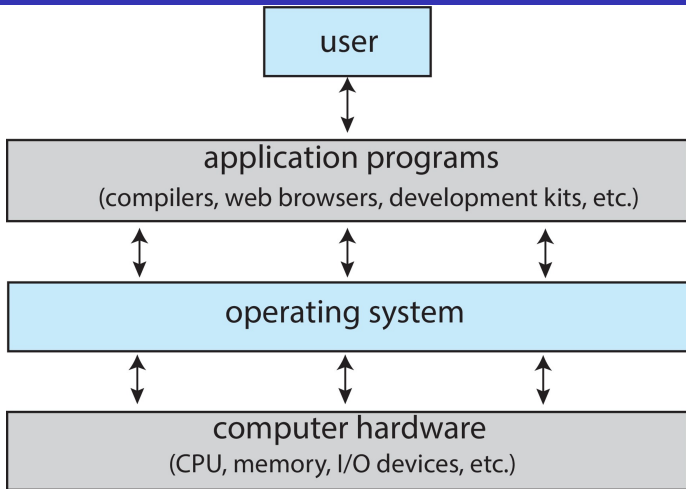 user
application programs
(compilers, web browsers, development kits, etc.)
operating system
computer hardware
(CPU, memory, I/O devices, etc.)